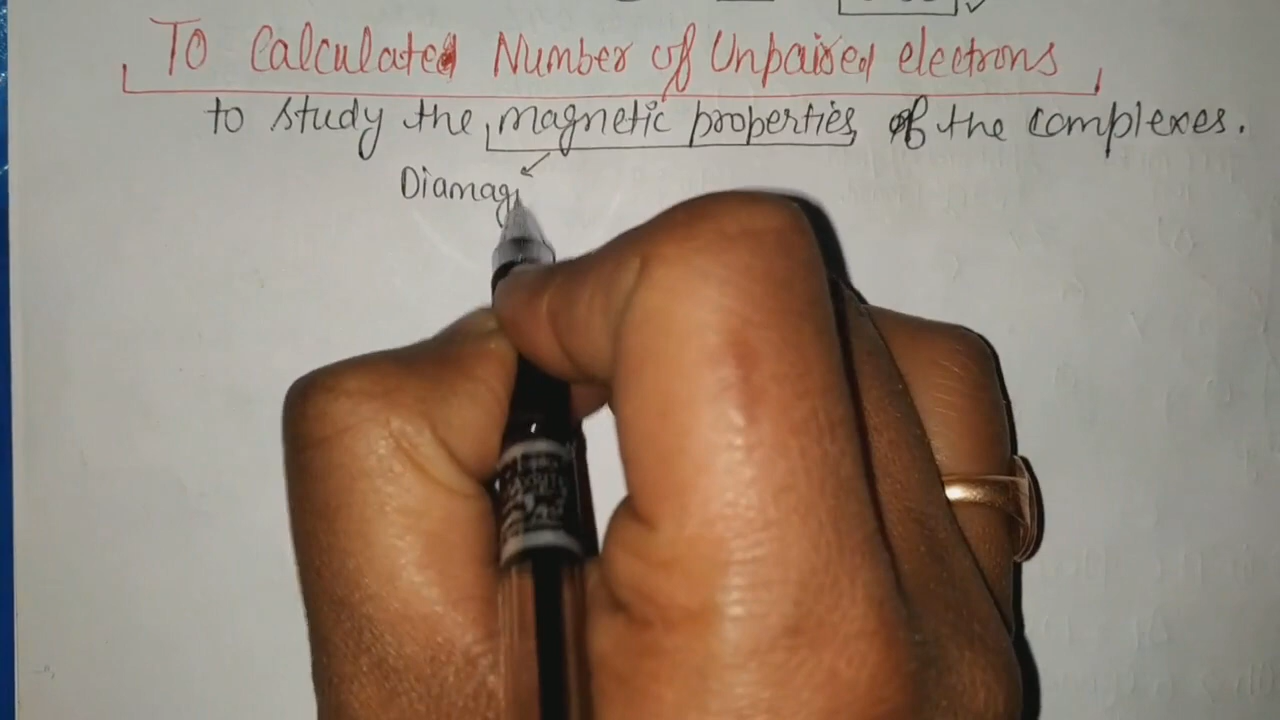 To Calculated Number of Unpaired electrons
to study the magnetic properties of the complexes.
Diamag